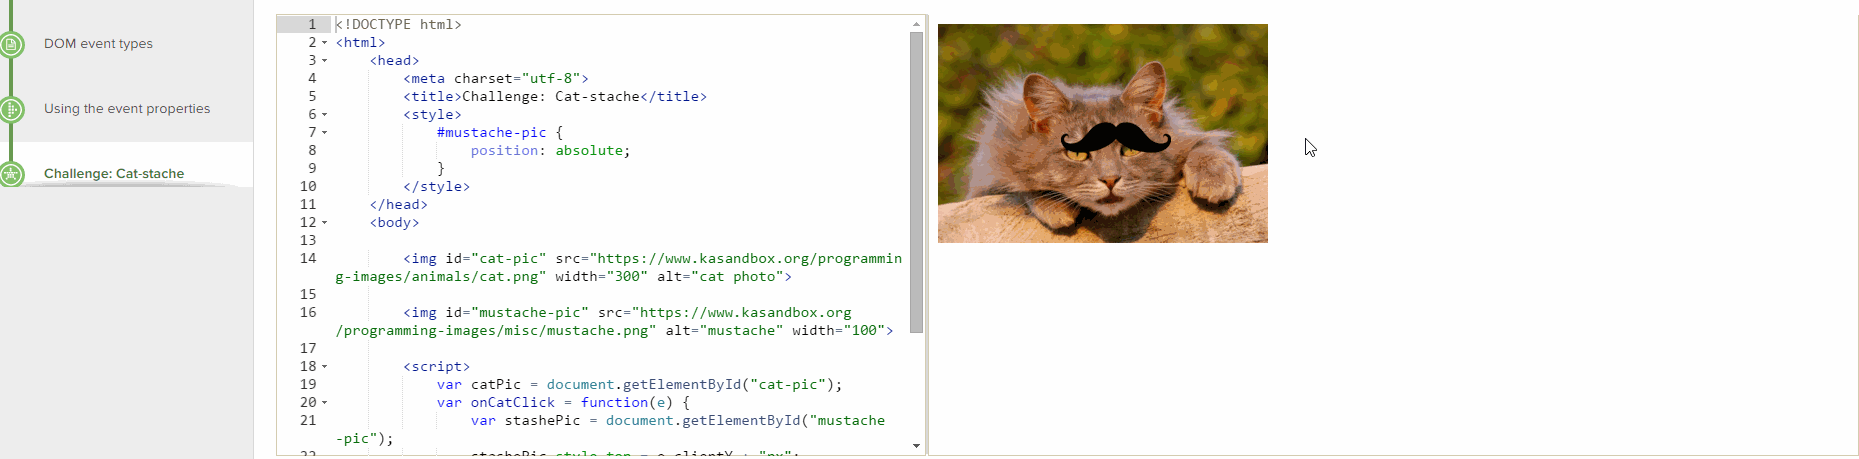 DOM event types
Using the event properties
Challenge: Cat-stache
1 <!DOCTYPE html>
2 <html>
3 <head>
4 <meta charset="utf-8">
5 <title>Challenge: Cat-stache</title>
6 <style>
7 #mustache-pic {
8 position: absolute;
9 }
10 </style>
11 </head>
12 <body>
13
14 <img id="cat-pic" src="https://www.kasandbox.org/programmin
g-images/animals/cat.png" width="300" alt="cat photo">
15
16 <img id="mustache-pic" src="https://www.kasandbox.org
/programming-images/misc/mustache.png" alt="mustache" width="100">
17
18 <script>
19 var catPic = document.getElementById("cat-pic");
20 var onCatClick = function(e) {
21 var stashePic = document.getElementById("mustache
-pic");
22 stashePic.style.top = e.clientY + "px";